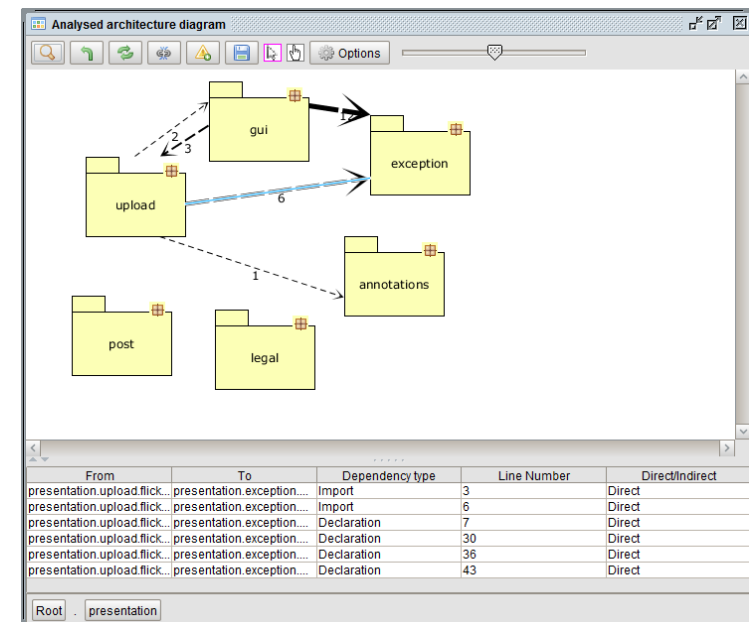 Analysed architecture diagram
Options
gui
12
2
3
exception
upload
6
annotations
1
post
legal
From To Dependency type Line Number Direct/Indirect
presentation.upload.flick... presentation.exception.... Import 3 Direct
presentation.upload.flick... presentation.exception.... Import 6 Direct
presentation.upload.flick... presentation.exception.... Declaration 7 Direct
presentation.upload.flick... presentation.exception.... Declaration 30 Direct
presentation.upload.flick... presentation.exception.... Declaration 36 Direct
presentation.upload.flick... presentation.exception.... Declaration 43 Direct
Root . presentation